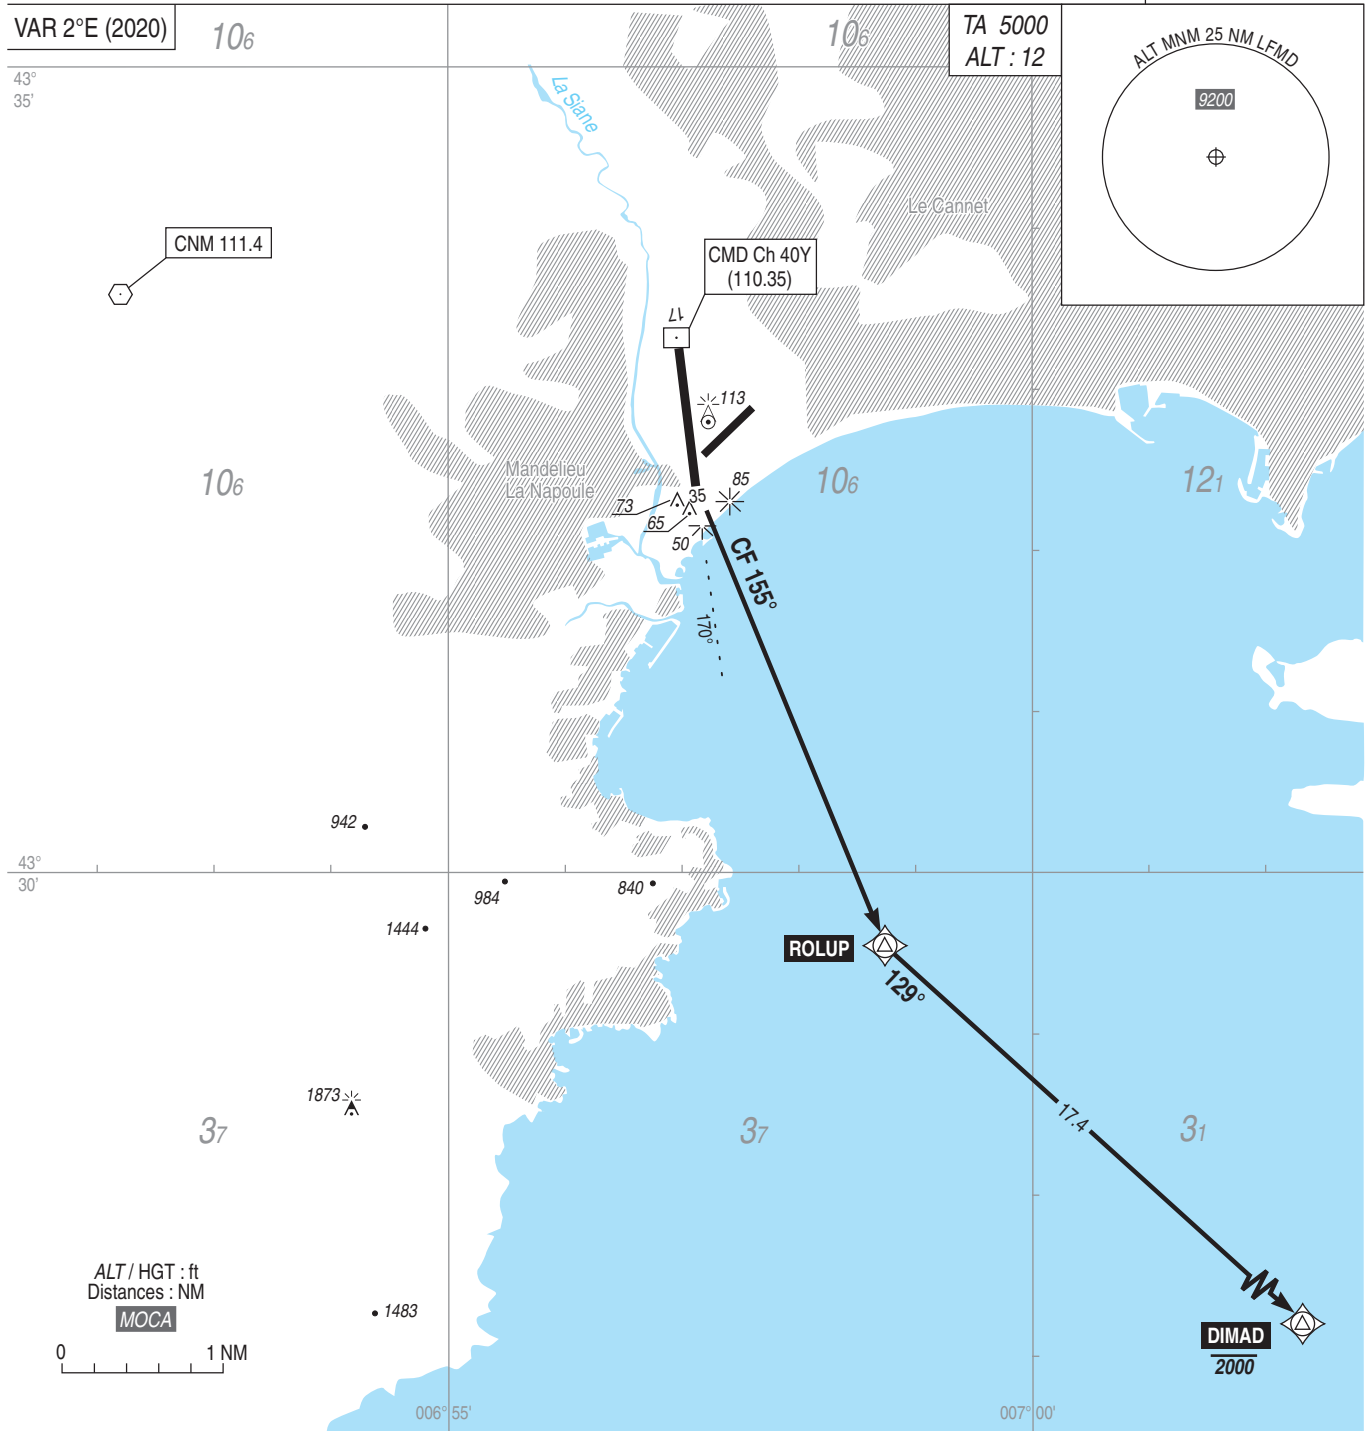 VAR 2°E (2020)
106
106
TA 5000
ALT : 12
ALT MNM 25 NM LFMD
9200
43°
35'
La Siane
Le Cannet
CNM 111.4
CMD Ch 40Y
(110.35)
17
113
106
Mandelieu
La Napoule
106
121
85
35
73
65
50
CF 155°
170°
942
43°
30'
984
840
1444
ROLUP
129°
1873
37
37
17.4
31
ALT / HGT : ft
Distances : NM
MOCA
0 1 NM
1483
DIMAD
2000
006° 55'
007° 00'